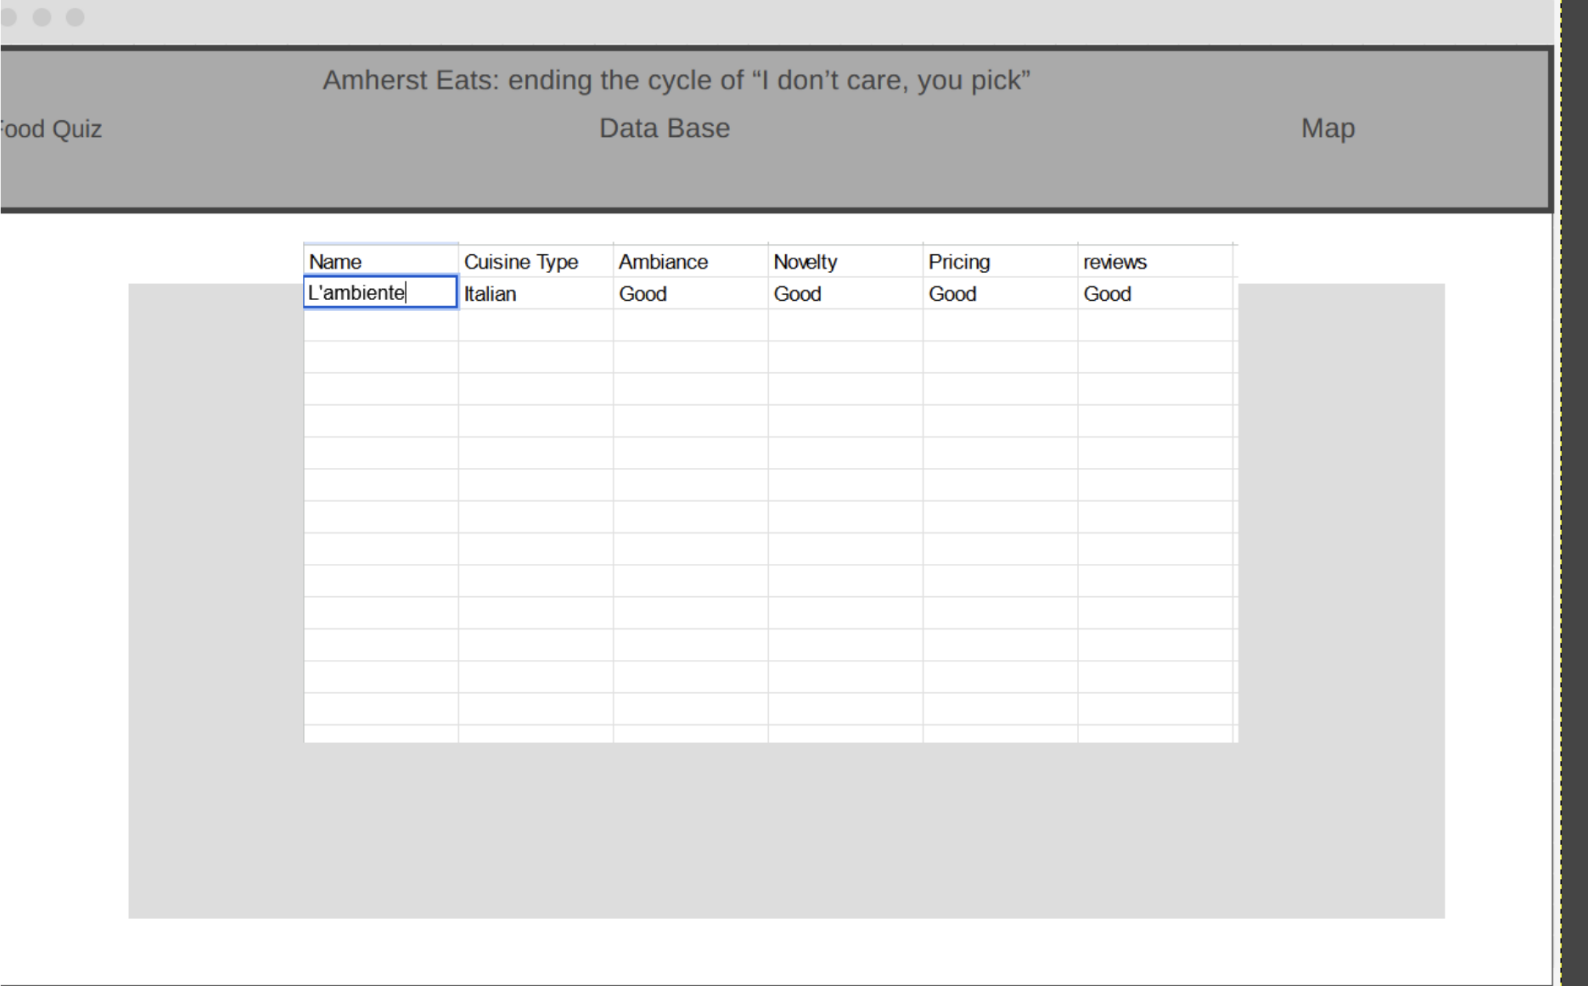 Amherst Eats: ending the cycle of “I don’t care, you pick”
Food Quiz Data Base Map
Name Cuisine Type Ambiance Novelty Pricing reviews
L'ambiente Italian Good Good Good Good